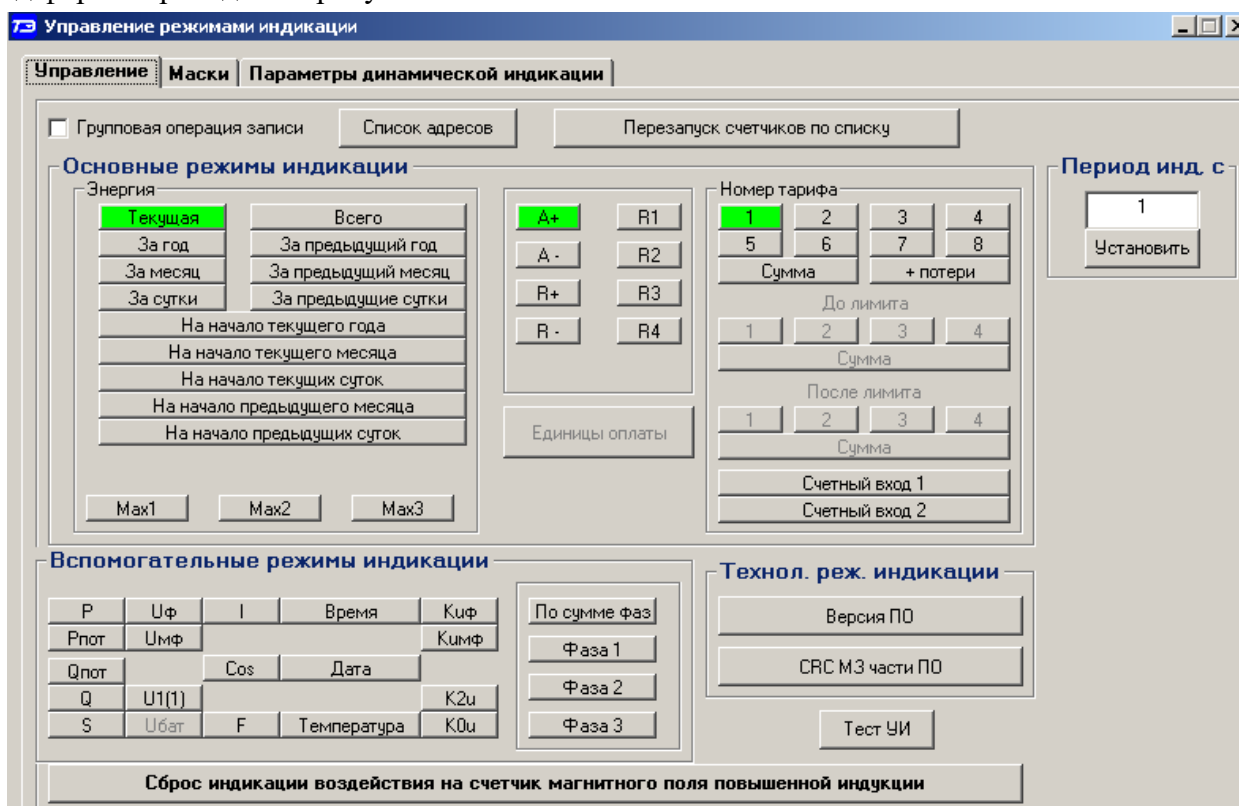 ТЭ Управление режимами индикации
Управление Маски Параметры динамической индикации
Групповая операция записи Список адресов Перезапуск счетчиков по списку
Основные режимы индикации
Период инд, с
Энергия
Номер тарифа
Текущая Всего A+ R1 1 2 3 4 1
За год За предыдущий год A - R2 5 6 7 8 Установить
За месяц За предыдущий месяц Сумма + потери
За сутки За предыдущие сутки R+ R3 До лимита
На начало текущего года R - R4 1 2 3 4
На начало текущего месяца Сумма
На начало текущих суток После лимита
На начало предыдущего месяца 1 2 3 4
На начало предыдущих суток Единицы оплаты Сумма
Счетный вход 1
Max1 Max2 Max3 Счетный вход 2
Вспомогательные режимы индикации
Технол. реж. индикации
P Uф I Время Kuф По сумме фаз Версия ПО
Pпот Uмф Kuмф Фаза 1
Qпот Cos Дата CRC МЗ части ПО
Q U1(1) K2u Фаза 2
S Uбат F Температура K0u Фаза 3 Тест УИ
Сброс индикации воздействия на счетчик магнитного поля повышенной индукции